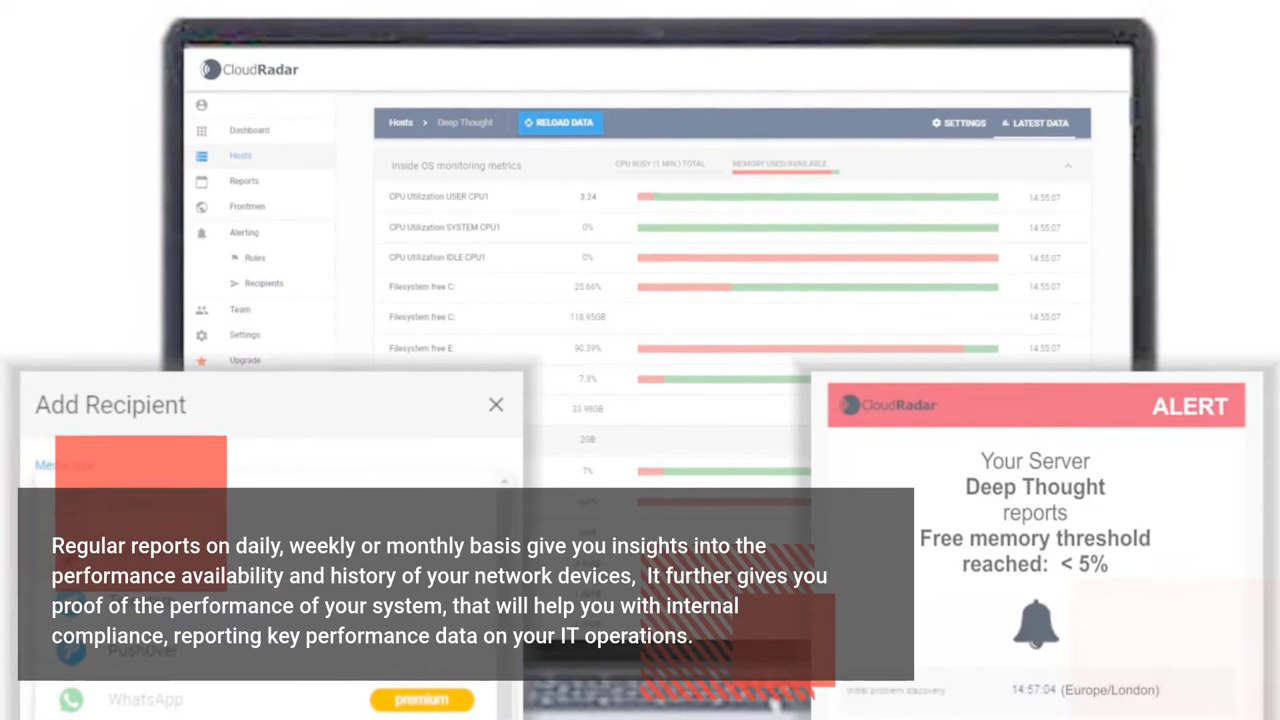 CloudRadar
Dashboard
Hosts
Reports
Frontmen
Alerting
Rules
Recipients
Team
Settings
Upgrade
Hosts > Deep Thought
RELOAD DATA
SETTINGS
LATEST DATA
Inside OS monitoring metrics
CPU BUSY (1 MIN.) TOTAL
MEMORY USED/AVAILABLE
CPU Utilization USER CPU1 3.24 14:55:07
CPU Utilization SYSTEM CPU1 0% 14:55:07
CPU Utilization IDLE CPU1 0% 14:55:07
Filesystem free C: 25.66% 14:55:07
Filesystem free C: 118.95GB 14:55:07
Filesystem free E: 90.39% 14:55:07
7.3%
33.98GB
2GB
7%
Add Recipient
PushOver
WhatsApp
premium
CloudRadar
ALERT
Your Server
Deep Thought
reports
Free memory threshold
reached: < 5%
Initial problem discovery 14:57:04 (Europe/London)
Regular reports on daily, weekly or monthly basis give you insights into the
performance availability and history of your network devices, It further gives you
proof of the performance of your system, that will help you with internal
compliance, reporting key performance data on your IT operations.